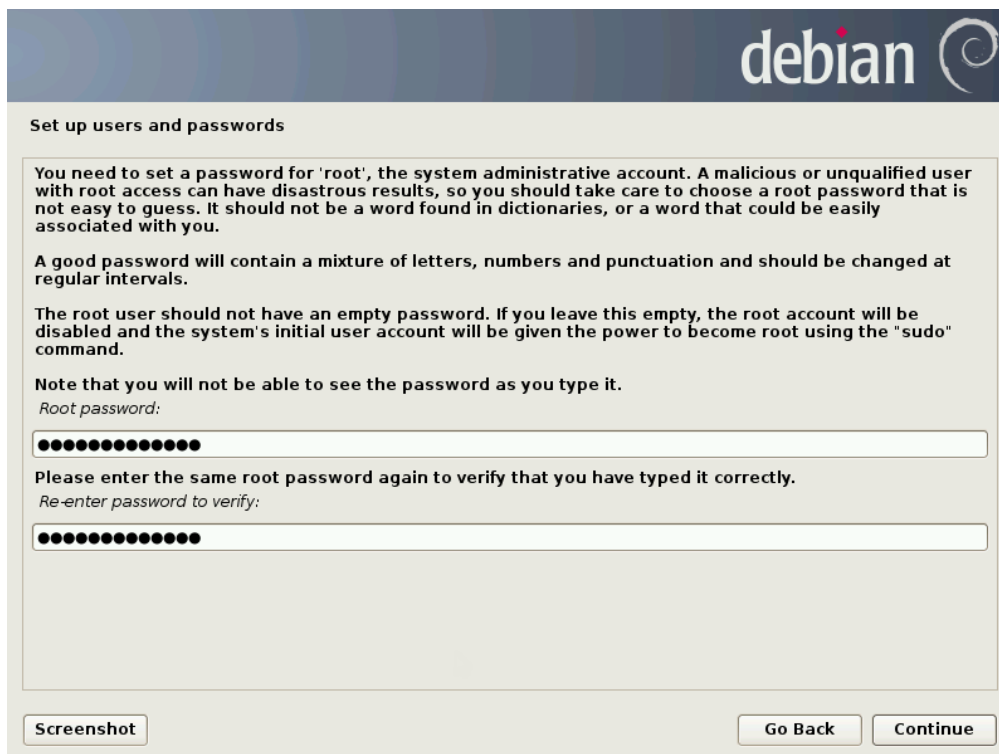 debian
Set up users and passwords
You need to set a password for 'root', the system administrative account. A malicious or unqualified user
with root access can have disastrous results, so you should take care to choose a root password that is
not easy to guess. It should not be a word found in dictionaries, or a word that could be easily
associated with you.
A good password will contain a mixture of letters, numbers and punctuation and should be changed at
regular intervals.
The root user should not have an empty password. If you leave this empty, the root account will be
disabled and the system's initial user account will be given the power to become root using the "sudo"
command.
Note that you will not be able to see the password as you type it.
Root password:
●●●●●●●●●●●●●
Please enter the same root password again to verify that you have typed it correctly.
Re-enter password to verify:
●●●●●●●●●●●●●
Screenshot
Go Back
Continue